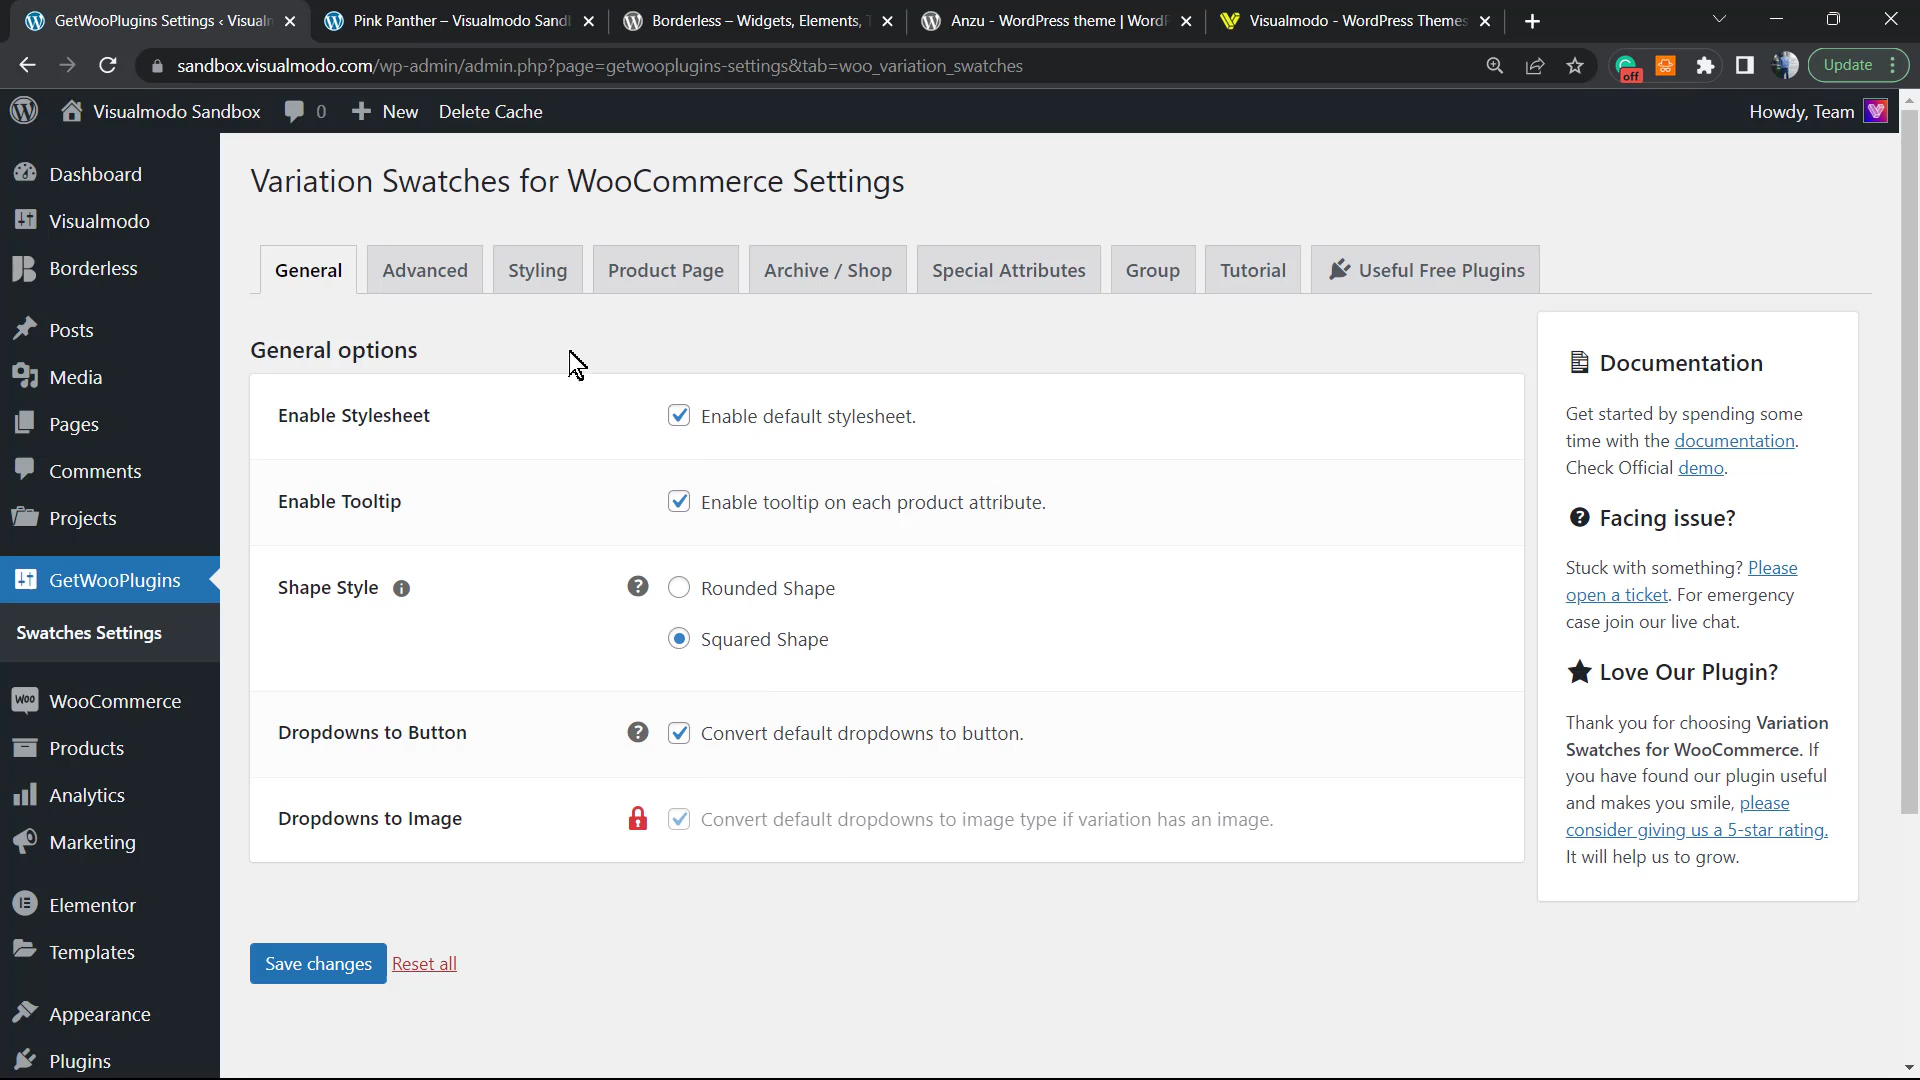 GetWooPlugins Settings ‹ Visualn
Pink Panther – Visualmodo Sandl
Borderless – Widgets, Elements,
Anzu - WordPress theme | WordF
Visualmodo - WordPress Themes
sandbox.visualmodo.com/wp-admin/admin.php?page=getwooplugins-settings&tab=woo_variation_swatches
off
Update
Visualmodo Sandbox
0
New
Delete Cache
Howdy, Team
Dashboard
Visualmodo
Borderless
Posts
Media
Pages
Comments
Projects
GetWooPlugins
Swatches Settings
Woo
WooCommerce
Products
Analytics
Marketing
Elementor
Templates
Appearance
Plugins
Variation Swatches for WooCommerce Settings
General
Advanced
Styling
Product Page
Archive / Shop
Special Attributes
Group
Tutorial
Useful Free Plugins
General options
Enable Stylesheet
Enable default stylesheet.
Enable Tooltip
Enable tooltip on each product attribute.
Shape Style
Rounded Shape
Squared Shape
Dropdowns to Button
Convert default dropdowns to button.
Dropdowns to Image
Convert default dropdowns to image type if variation has an image.
Save changes
Reset all
Documentation
Get started by spending some
time with the documentation.
Check Official demo.
Facing issue?
Stuck with something? Please
open a ticket. For emergency
case join our live chat.
Love Our Plugin?
Thank you for choosing Variation
Swatches for WooCommerce. If
you have found our plugin useful
and makes you smile, please
consider giving us a 5-star rating.
It will help us to grow.